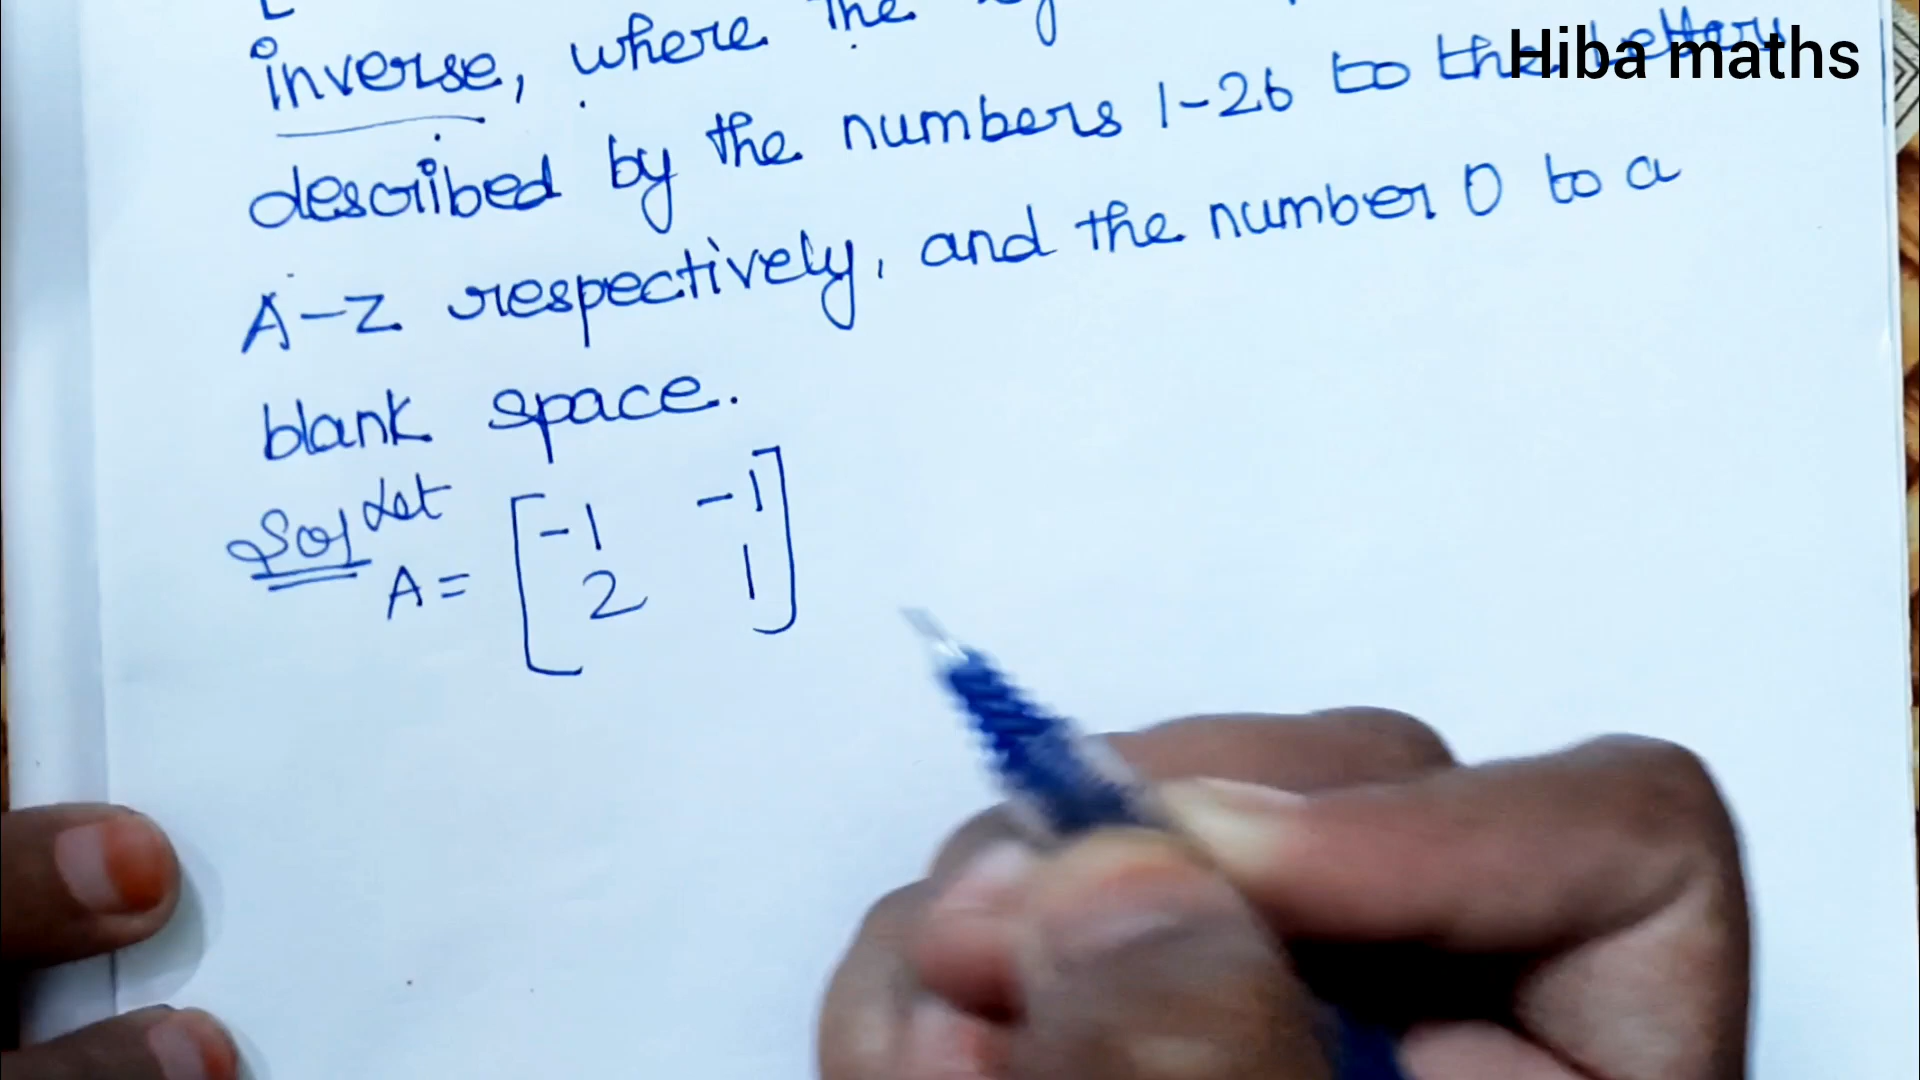 inverse, where the
described by the numbers 1-26 to the letters
A-Z respectively, and the number 0 to a
blank space.
Sol Let
A = [ -1 -1
2 1 ]
Hiba maths